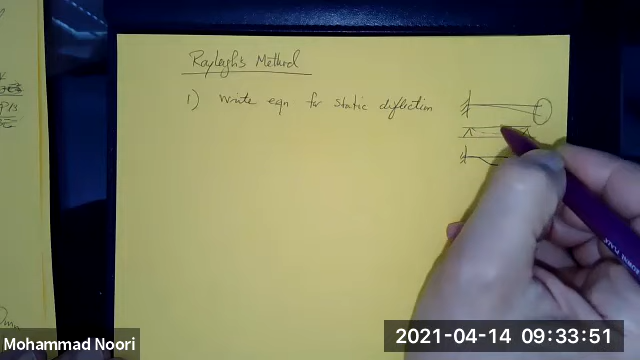 Rayleigh's Method
1) Write eqn for static deflection
Mohammad Noori
2021-04-14 09:33:51